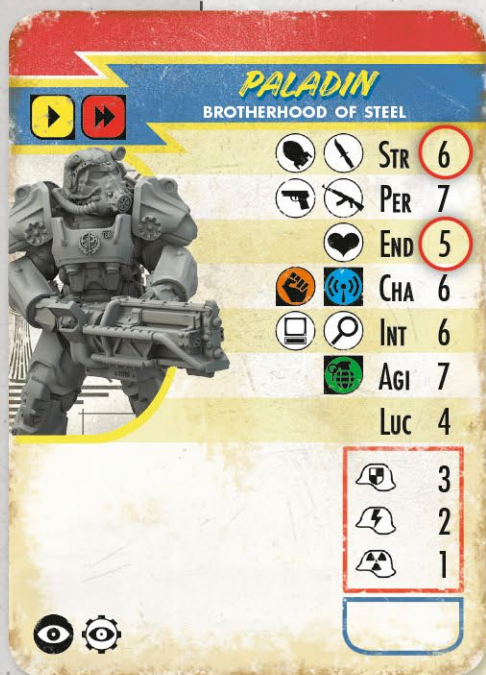 PALADIN
BROTHERHOOD OF STEEL
STR 6
PER 7
END 5
CHA 6
INT 6
AGI 7
LUC 4
3
2
1